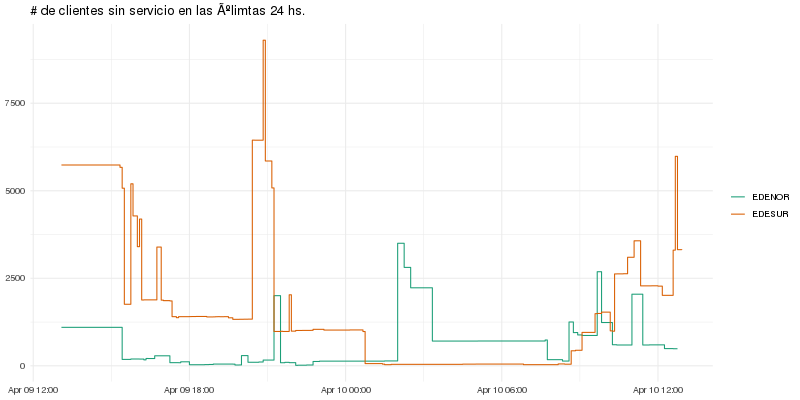 # de clientes sin servicio en las Ãºlimtas 24 hs.
7500
5000
2500
0
Apr 09 12:00
Apr 09 18:00
Apr 10 00:00
Apr 10 06:00
Apr 10 12:00
EDENOR
EDESUR